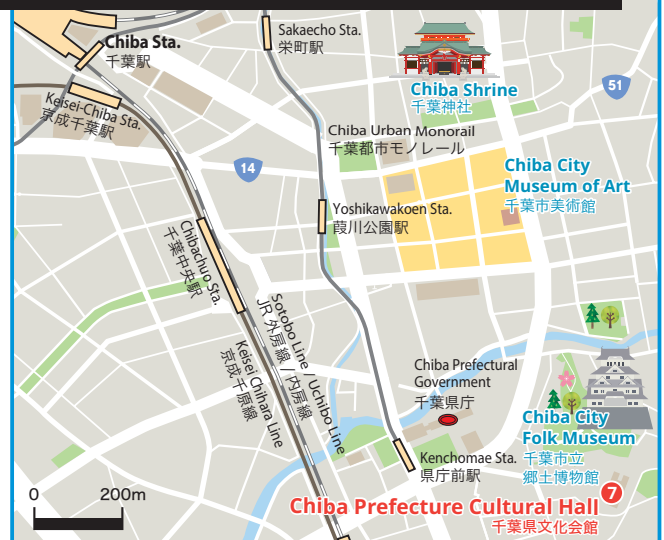 Chiba Sta.
千葉駅
Sakaecho Sta.
栄町駅
Chiba Shrine
千葉神社
51
Keisei-Chiba Sta.
京成千葉駅
Chiba Urban Monorail
千葉都市モノレール
14
Chiba City
Museum of Art
千葉市美術館
Yoshikawakoen Sta.
葭川公園駅
Chibachuo Sta.
千葉中央駅
Sotobo Line / Uchibo Line
JR 外房線 / 内房線
Keisei Chihara Line
京成千原線
Chiba Prefectural
Government
千葉県庁
Chiba City
Folk Museum
千葉市立
郷土博物館
Kenchomae Sta.
県庁前駅
7
Chiba Prefecture Cultural Hall
千葉県文化会館
0 200m